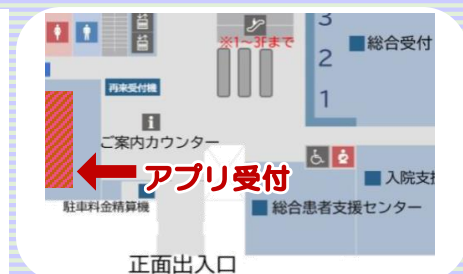 ※1~3Fまで
3
2
1
総合受付
再来受付機
ご案内カウンター
アプリ受付
駐車料金精算機
入院支
総合患者支援センター
正面出入口